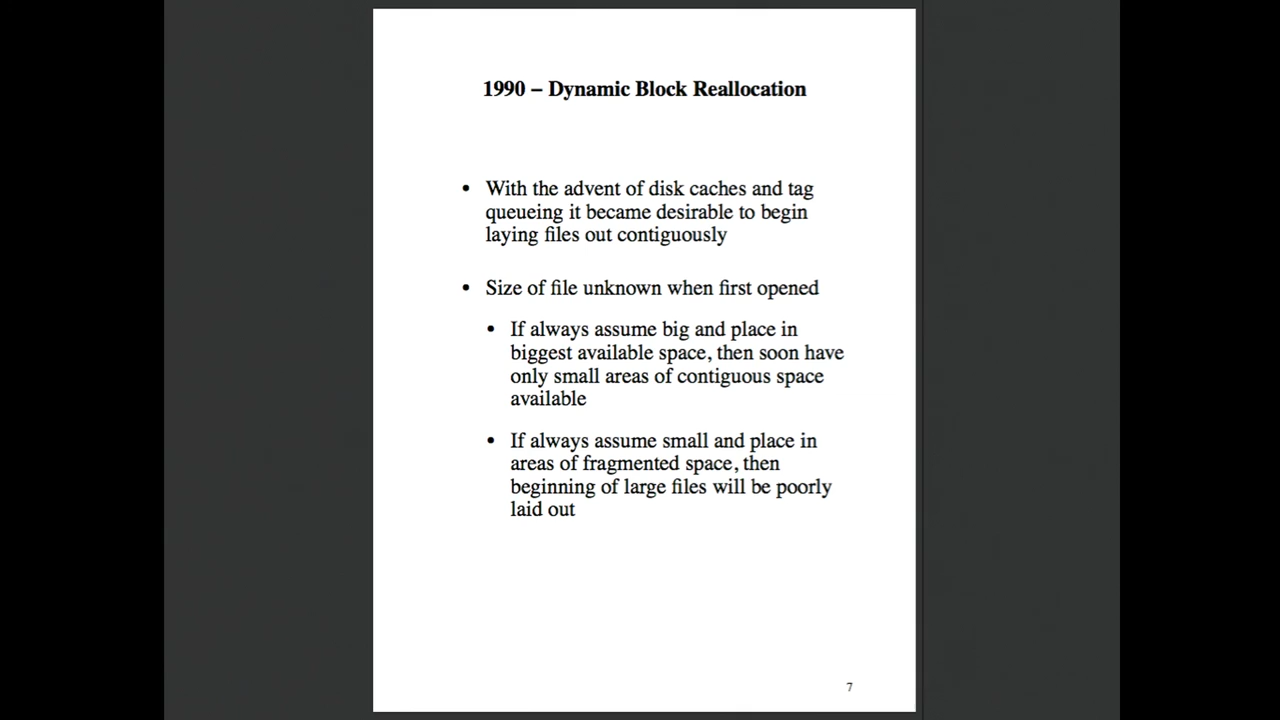 1990 – Dynamic Block Reallocation
• With the advent of disk caches and tag
queueing it became desirable to begin
laying files out contiguously
• Size of file unknown when first opened
• If always assume big and place in
biggest available space, then soon have
only small areas of contiguous space
available
• If always assume small and place in
areas of fragmented space, then
beginning of large files will be poorly
laid out
7